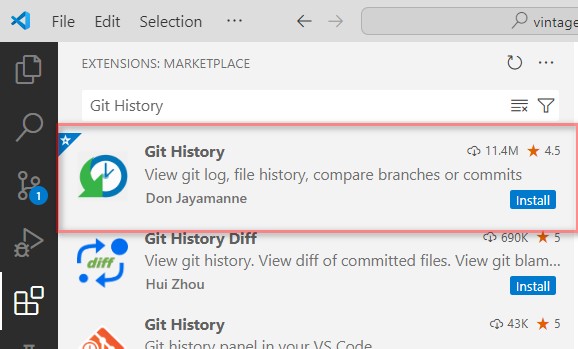 File Edit Selection ··· vintage
EXTENSIONS: MARKETPLACE
Git History
Git History 11.4M 4.5
View git log, file history, compare branches or commits
Don Jayamanne Install
1
Git History Diff 690K 5
View git history. View diff of committed files. View git blam...
diff
Hui Zhou Install
Git History 43K 5
Git history panel in your VS Code